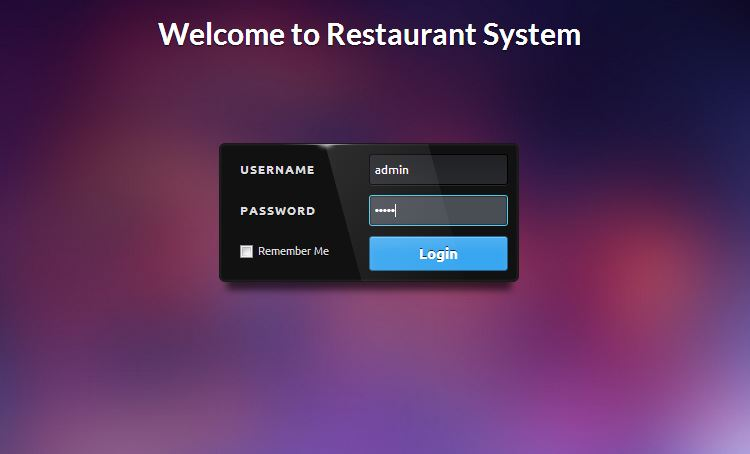 Welcome to Restaurant System
USERNAME admin
PASSWORD •••••
Remember Me Login